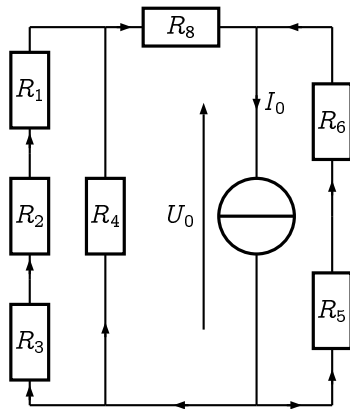 R₈
R₁
I₀
R₆
R₂
R₄
U₀
R₃
R₅